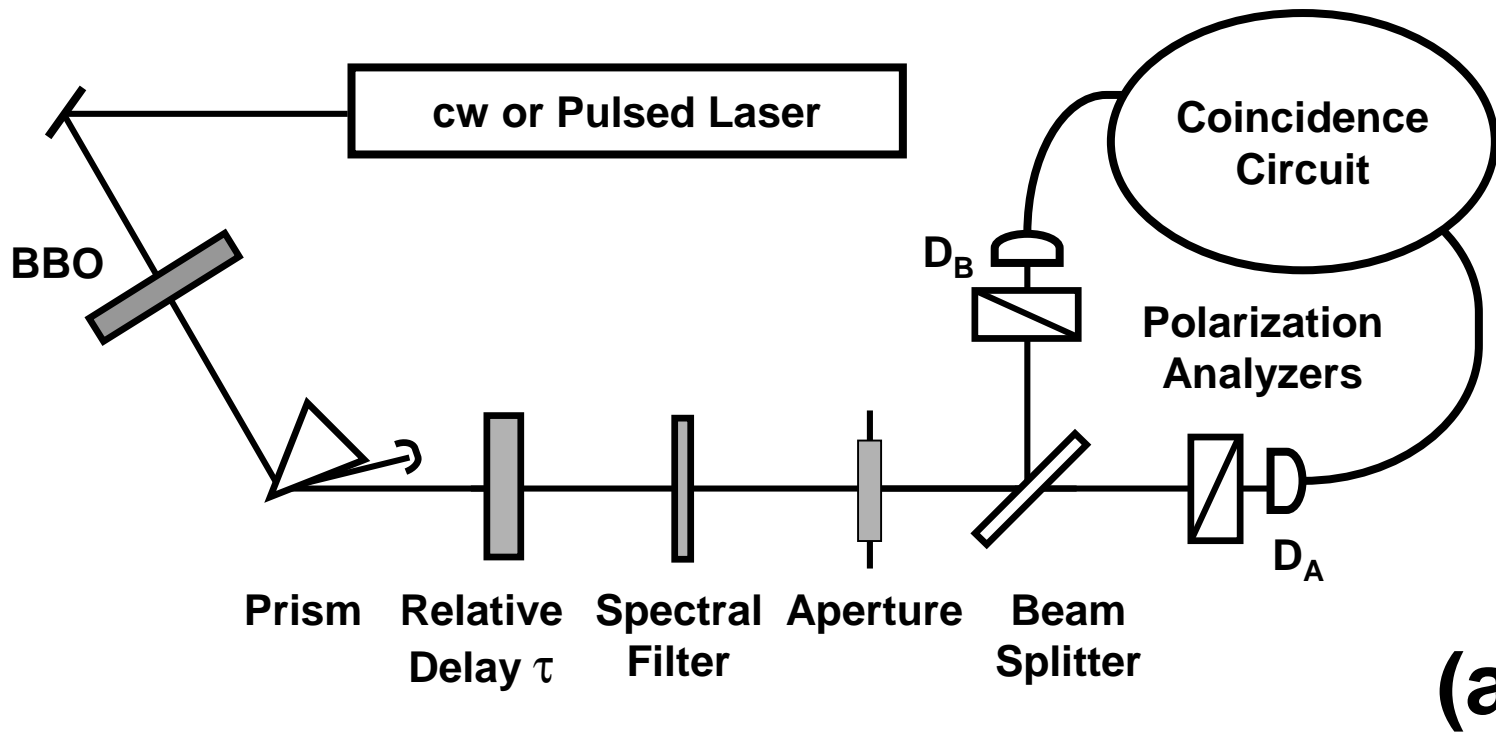 cw or Pulsed Laser
Coincidence
Circuit
BBO
D_B
Polarization
Analyzers
D_A
Prism
Relative
Delay τ
Spectral
Filter
Aperture
Beam
Splitter
(a